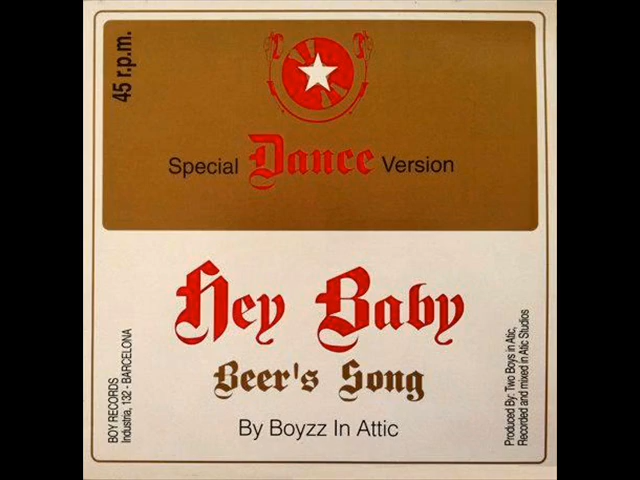 45 r.p.m.
Special Dance Version
Hey Baby
Beer's Song
By Boyzz In Attic
BOY RECORDS
Industria, 132 - BARCELONA
Produced By: Two Boys in Atic,
Recorded and mixed in Atic Studios